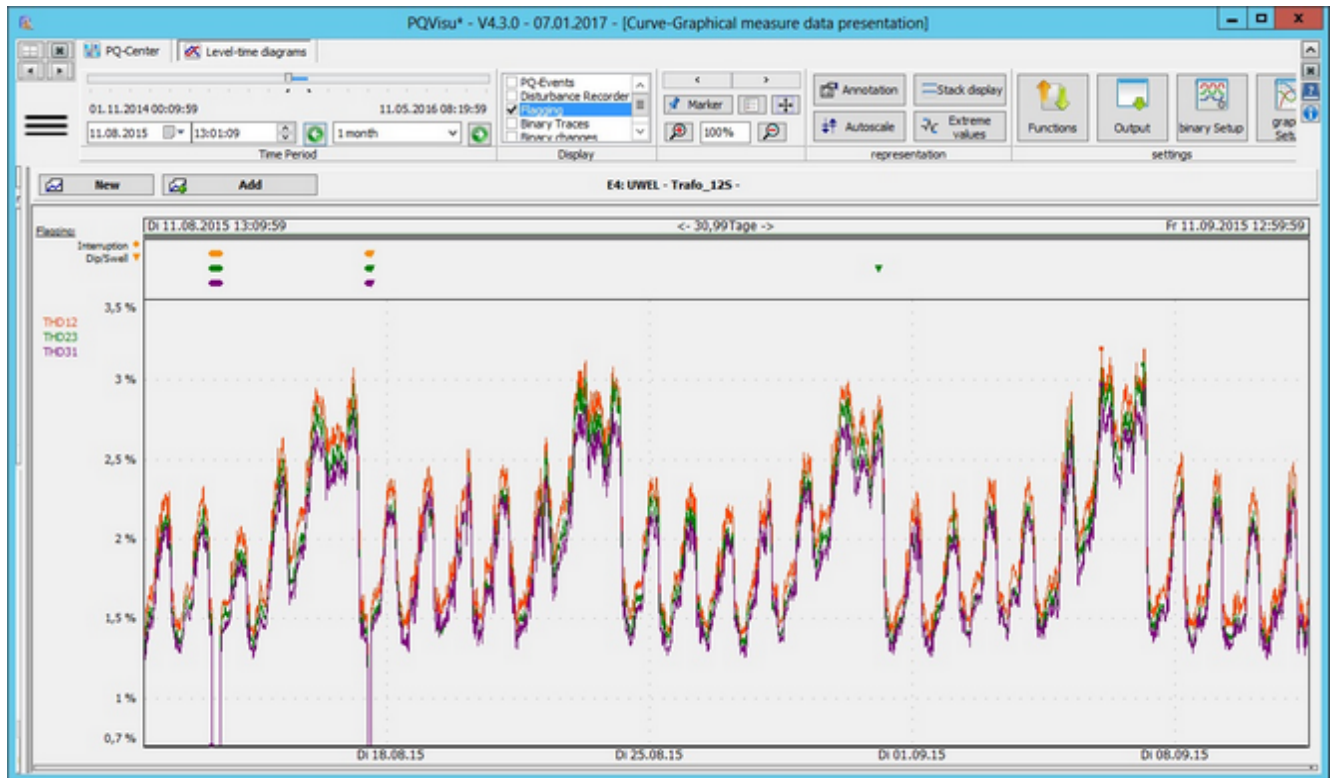 PQVisu* - V4.3.0 - 07.01.2017 - [Curve-Graphical measure data presentation]
PQ-Center
Level-time diagrams
01.11.2014 00:09:59
11.05.2016 08:19:59
11.08.2015
13:01:09
1 month
Time Period
PQ-Events
Disturbance Recorder
Flagging
Binary Traces
Binary changes
Display
<
>
Marker
100%
Annotation
Stack display
Autoscale
Extreme values
representation
Functions
Output
binary Setup
settings
New
Add
E4: UWEL - Trafo_125 -
Flagging:
Interruption
Dip/Swell
Di 11.08.2015 13:09:59
<- 30,99Tage ->
Fr 11.09.2015 12:59:59
THD12
THD23
THD31
3,5 %
3 %
2,5 %
2 %
1,5 %
1 %
0,7 %
Di 18.08.15
Di 25.08.15
Di 01.09.15
Di 08.09.15